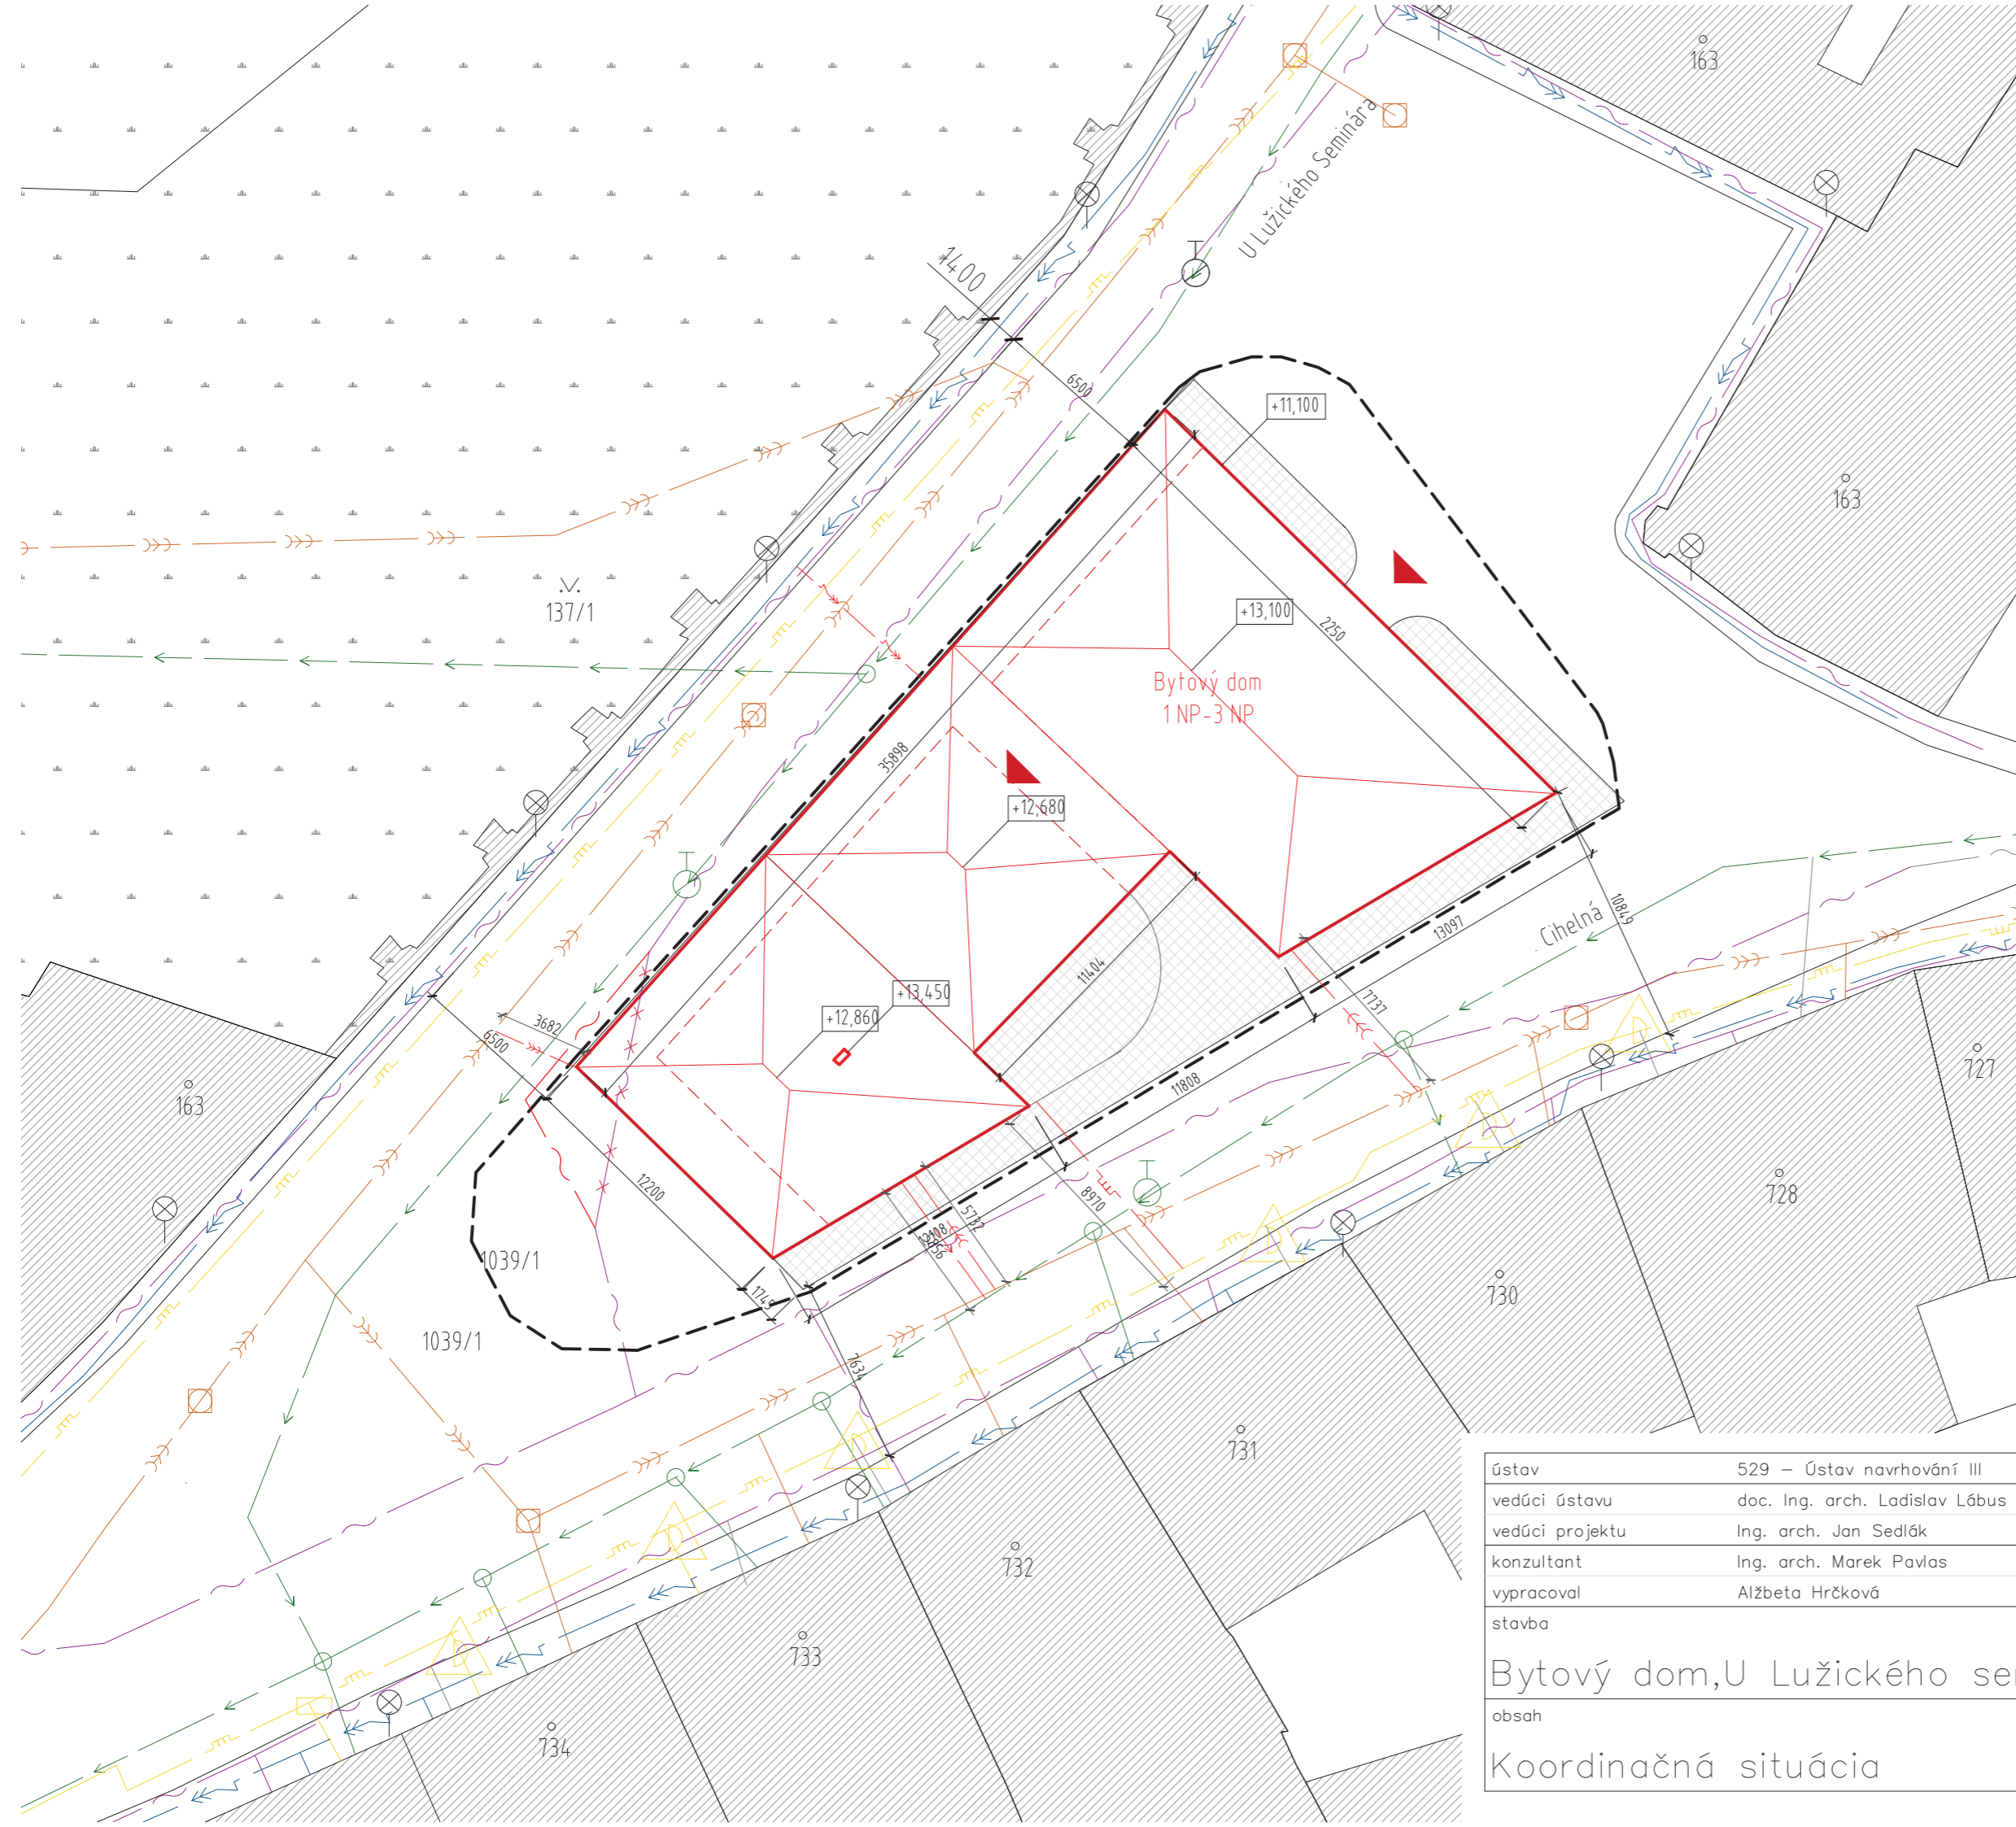 163
U Lužického Seminára
1400
6500
+11,100
163
137/1
+13,100
2250
Bytový dom
1 NP-3 NP
35898
+12,680
10849
Cihelná
13097
11404
7737
+13,450
+12,860
3682
6500
11808
727
163
12200
8970
5732
728
1039/1
1745
730
1039/1
7634
731
732
733
734
ústav 529 – Ústav navrhování III
vedúci ústavu doc. Ing. arch. Ladislav Lábus
vedúci projektu Ing. arch. Jan Sedlák
konzultant Ing. arch. Marek Pavlas
vypracoval Alžbeta Hrčková
stavba
Bytový dom,U Lužického
obsah
Koordinačná situácia